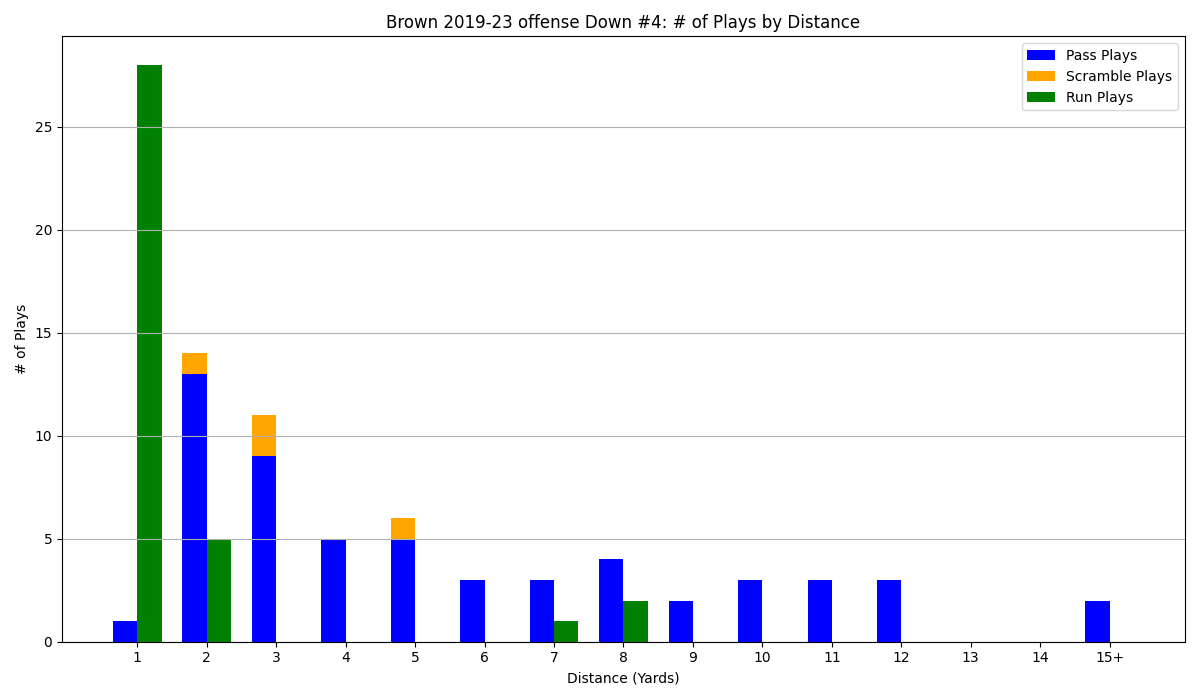 Brown 2019-23 offense Down #4: # of Plays by Distance
Pass Plays
Scramble Plays
Run Plays
# of Plays
25
20
15
10
5
0
1 2 3 4 5 6 7 8 9 10 11 12 13 14 15+
Distance (Yards)